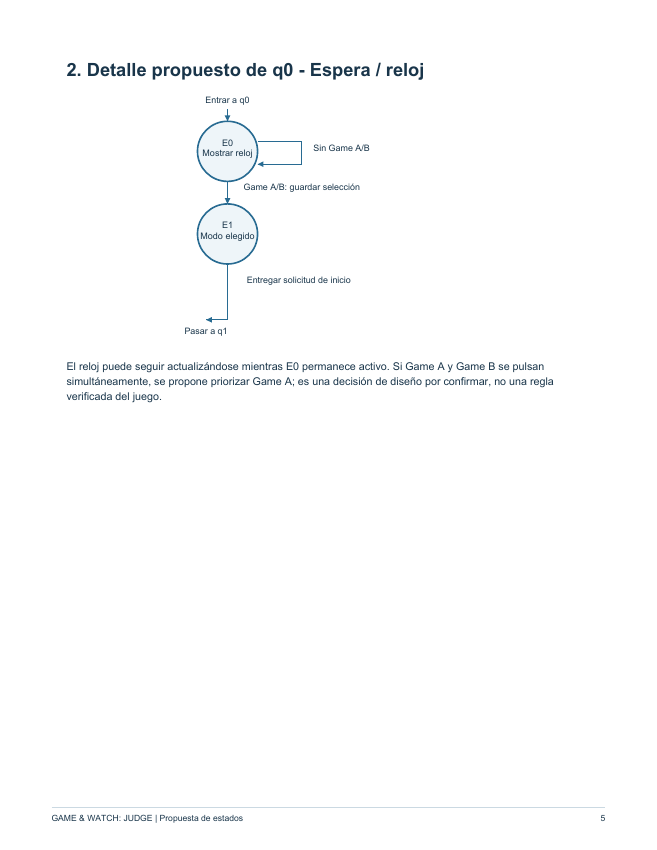 2. Detalle propuesto de q0 - Espera / reloj
Entrar a q0
E0
Mostrar reloj
Sin Game A/B
Game A/B: guardar selección
E1
Modo elegido
Entregar solicitud de inicio
Pasar a q1
El reloj puede seguir actualizándose mientras E0 permanece activo. Si Game A y Game B se pulsan
simultáneamente, se propone priorizar Game A; es una decisión de diseño por confirmar, no una regla
verificada del juego.
GAME & WATCH: JUDGE | Propuesta de estados
5